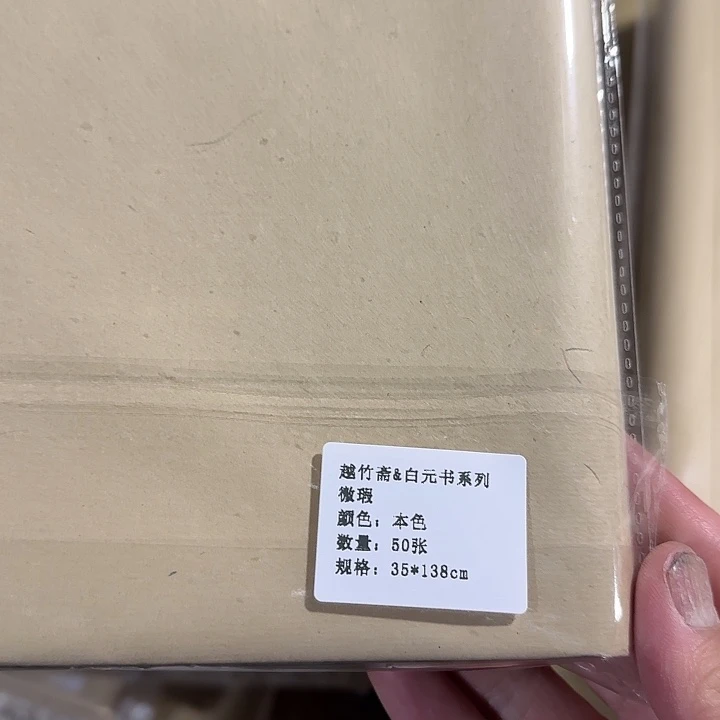 越竹斋&白元书系列
微瑕
颜色：本色
数量：50张
规格：35*138cm